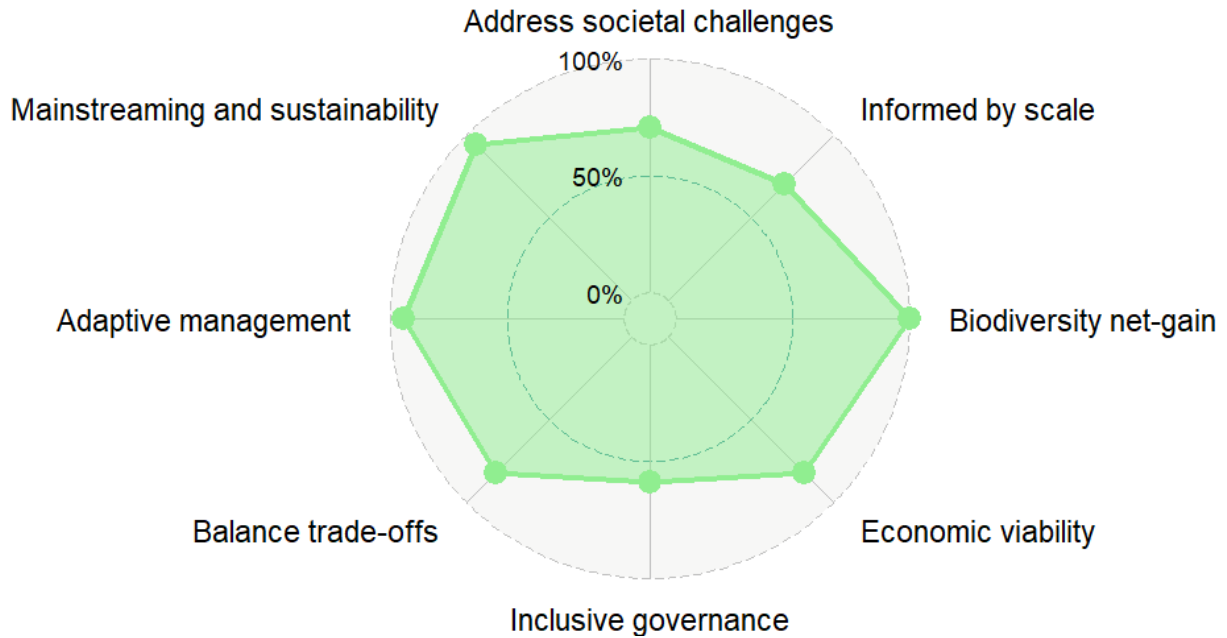 Address societal challenges
100%
Mainstreaming and sustainability
Informed by scale
50%
0%
Adaptive management
Biodiversity net-gain
Balance trade-offs
Economic viability
Inclusive governance